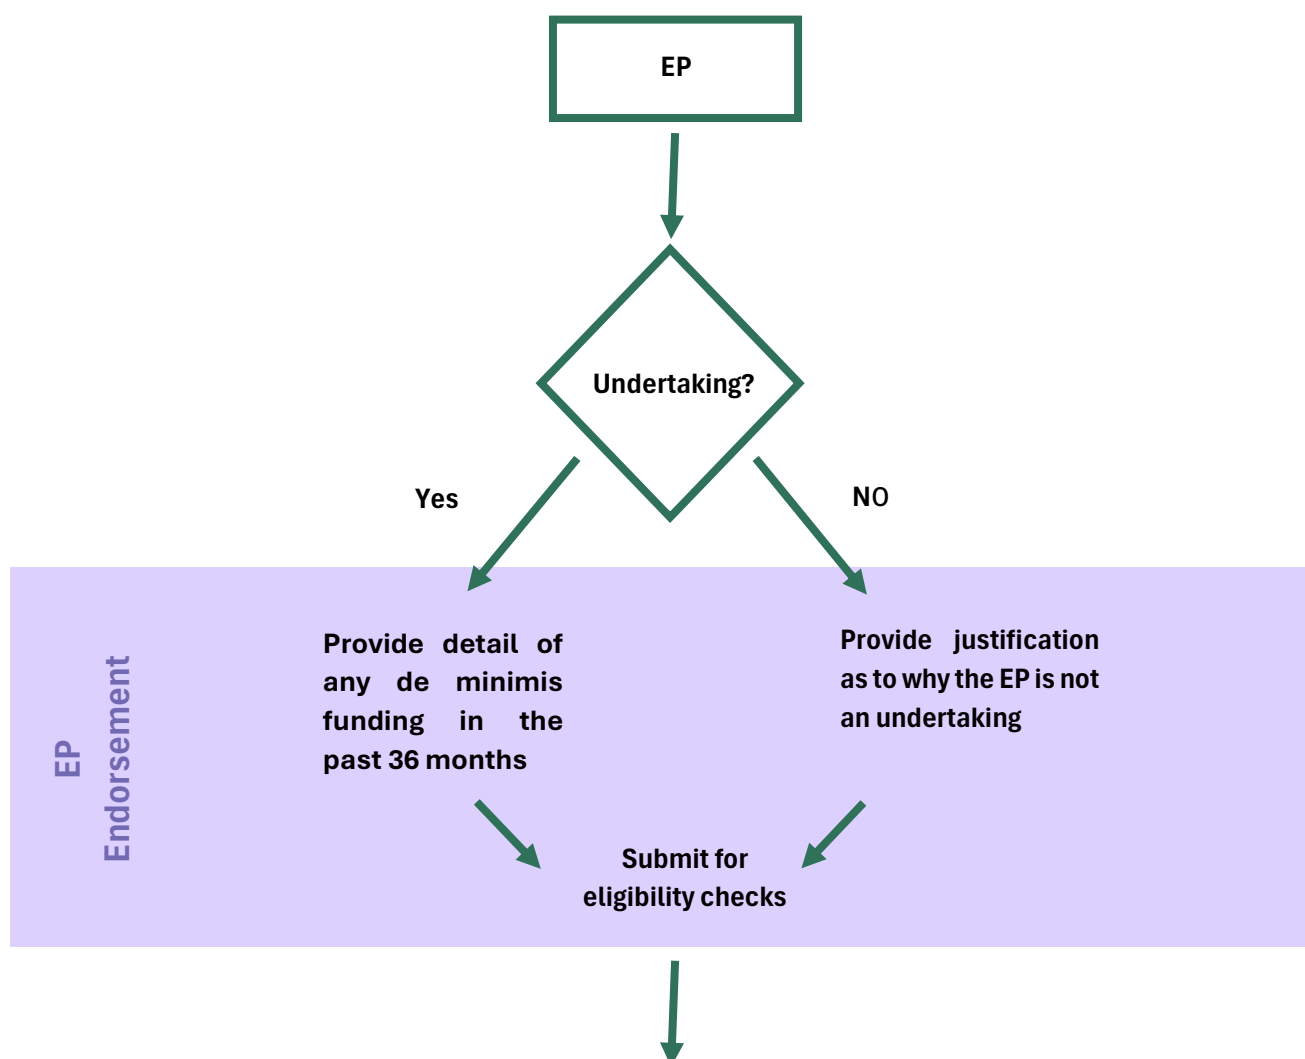 EP
Undertaking?
Yes
NO
EP
Endorsement
Provide detail of
any de minimis
funding in the
past 36 months
Provide justification
as to why the EP is not
an undertaking
Submit for
eligibility checks